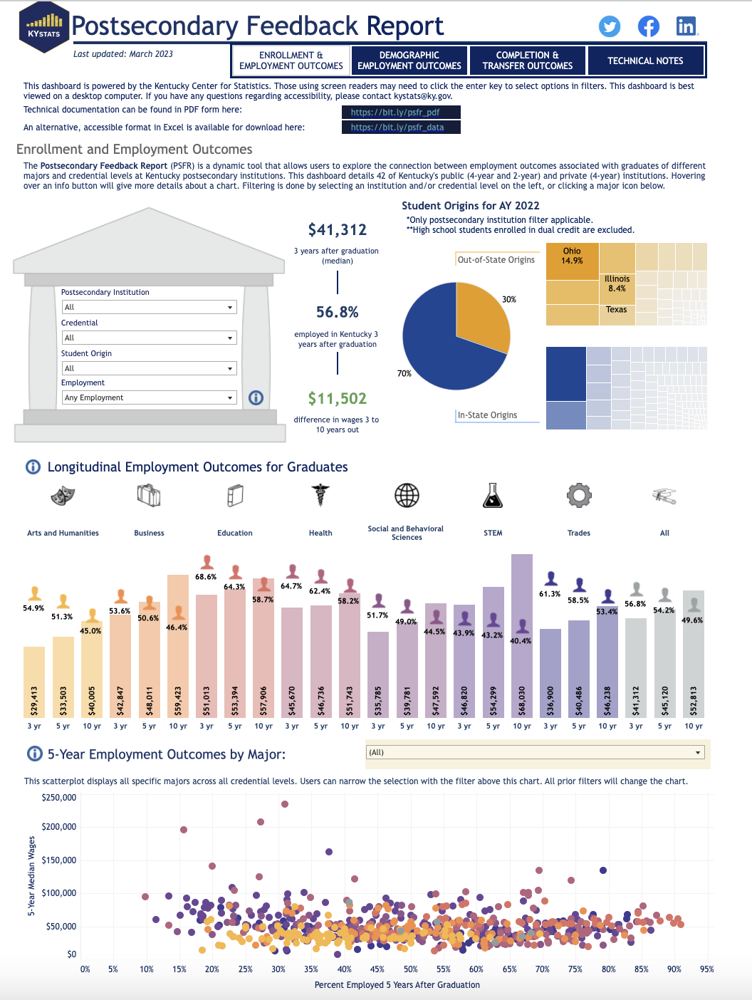 KYSTATS
Postsecondary Feedback Report
Last updated: March 2023
ENROLLMENT &
EMPLOYMENT OUTCOMES
DEMOGRAPHIC
EMPLOYMENT OUTCOMES
COMPLETION &
TRANSFER OUTCOMES
TECHNICAL NOTES
This dashboard is powered by the Kentucky Center for Statistics. Those using screen readers may need to click the enter key to select options in filters. This dashboard is best
viewed on a desktop computer. If you have any questions regarding accessibility, please contact kystats@ky.gov.
Technical documentation can be found in PDF form here:
https://bit.ly/psfr_pdf
An alternative, accessible format in Excel is available for download here:
https://bit.ly/psfr_data
Enrollment and Employment Outcomes
The Postsecondary Feedback Report (PSFR) is a dynamic tool that allows users to explore the connection between employment outcomes associated with graduates of different
majors and credential levels at Kentucky postsecondary institutions. This dashboard details 42 of Kentucky's public (4-year and 2-year) and private (4-year) institutions. Hovering
over an info button will give more details about a chart. Filtering is done by selecting an institution and/or credential level on the left, or clicking a major icon below.
Postsecondary Institution
All
Credential
All
Student Origin
All
Employment
Any Employment
$41,312
3 years after graduation
(median)
56.8%
employed in Kentucky 3
years after graduation
$11,502
difference in wages 3 to
10 years out
Student Origins for AY 2022
*Only postsecondary institution filter applicable.
**High school students enrolled in dual credit are excluded.
Out-of-State Origins
30%
70%
In-State Origins
Ohio
14.9%
Illinois
8.4%
Texas
Longitudinal Employment Outcomes for Graduates
Arts and Humanities
Business
Education
Health
Social and Behavioral
Sciences
STEM
Trades
All
54.9%
51.3%
45.0%
53.6%
50.6%
46.4%
68.6%
64.3%
58.7%
64.7%
62.4%
58.2%
51.7%
49.0%
44.5%
43.9%
43.2%
40.4%
61.3%
58.5%
53.4%
56.8%
54.2%
49.6%
$29,413
$33,503
$40,005
$42,847
$48,011
$59,423
$51,013
$53,394
$57,906
$45,670
$46,736
$51,743
$35,785
$39,781
$47,592
$46,820
$54,299
$68,030
$36,900
$40,486
$46,238
$41,312
$45,120
$52,813
3 yr 5 yr 10 yr 3 yr 5 yr 10 yr 3 yr 5 yr 10 yr 3 yr 5 yr 10 yr 3 yr 5 yr 10 yr 3 yr 5 yr 10 yr 3 yr 5 yr 10 yr 3 yr 5 yr 10 yr
5-Year Employment Outcomes by Major:
(All)
This scatterplot displays all specific majors across all credential levels. Users can narrow the selection with the filter above this chart. All prior filters will change the chart.
5-Year Median Wages
$250,000
$200,000
$150,000
$100,000
$50,000
$0
0% 5% 10% 15% 20% 25% 30% 35% 40% 45% 50% 55% 60% 65% 70% 75% 80% 85% 90% 95%
Percent Employed 5 Years After Graduation